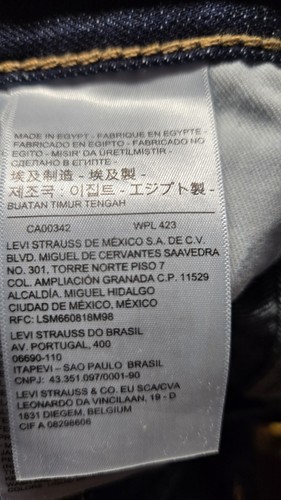 MADE IN EGYPT - FABRIQUE EN EGYPTE -
FABRICADO EN EGIPTO - FABRICADO NO
EGITO - MISIR'DA ÜRETİLMİŞTİR -
СДЕЛАНО В ЕГИПТЕ -
埃及制造 - 埃及製 -
제조국 : 이집트 - エジプト製 -
BUATAN TIMUR TENGAH
CA00342 WPL 423
LEVI STRAUSS DE MÉXICO S.A. DE C.V.
BLVD. MIGUEL DE CERVANTES SAAVEDRA
NO. 301, TORRE NORTE PISO 7
COL. AMPLIACIÓN GRANADA C.P. 11529
ALCALDÍA. MIGUEL HIDALGO
CIUDAD DE MÉXICO, MÉXICO
RFC: LSM660818M98
LEVI STRAUSS DO BRASIL
AV. PORTUGAL, 400
06690-110
ITAPEVI – SAO PAULO BRASIL
CNPJ: 43.351.097/0001-90
LEVI STRAUSS & CO EU SCA/CVA
LEONARDO DA VINCILAAN, 19 - D
1831 DIEGEM, BELGIUM
CIF A 08298606